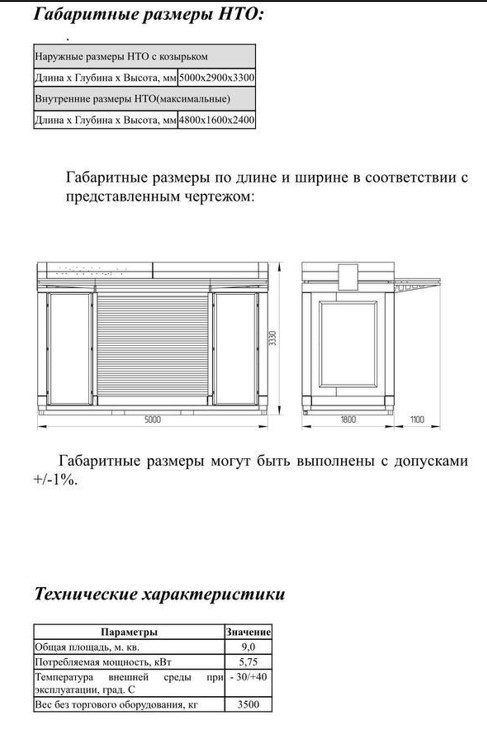 Габаритные размеры НТО:
.
Наружные размеры НТО с козырьком
Длина х Глубина х Высота, мм 5000х2900х3300
Внутренние размеры НТО(максимальные)
Длина х Глубина х Высота, мм 4800х1600х2400
Габаритные размеры по длине и ширине в соответствии с
представленным чертежом:
3330
5000 1800 1100
Габаритные размеры могут быть выполнены с допусками
+/-1%.
Технические характеристики
Параметры Значение
Общая площадь, м. кв. 9,0
Потребляемая мощность, кВт 5,75
Температура внешней среды при - 30/+40
эксплуатации, град. С
Вес без торгового оборудования, кг 3500